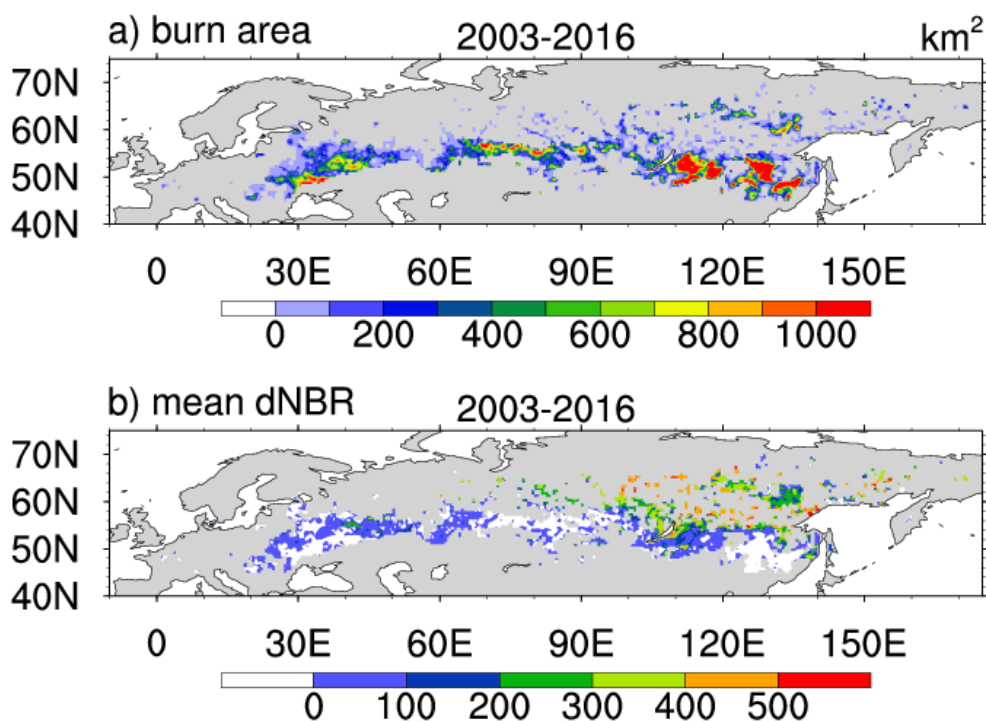 a) burn area 2003-2016 km²
70N
60N
50N
40N
0 30E 60E 90E 120E 150E
0 200 400 600 800 1000
b) mean dNBR 2003-2016
70N
60N
50N
40N
0 30E 60E 90E 120E 150E
0 100 200 300 400 500